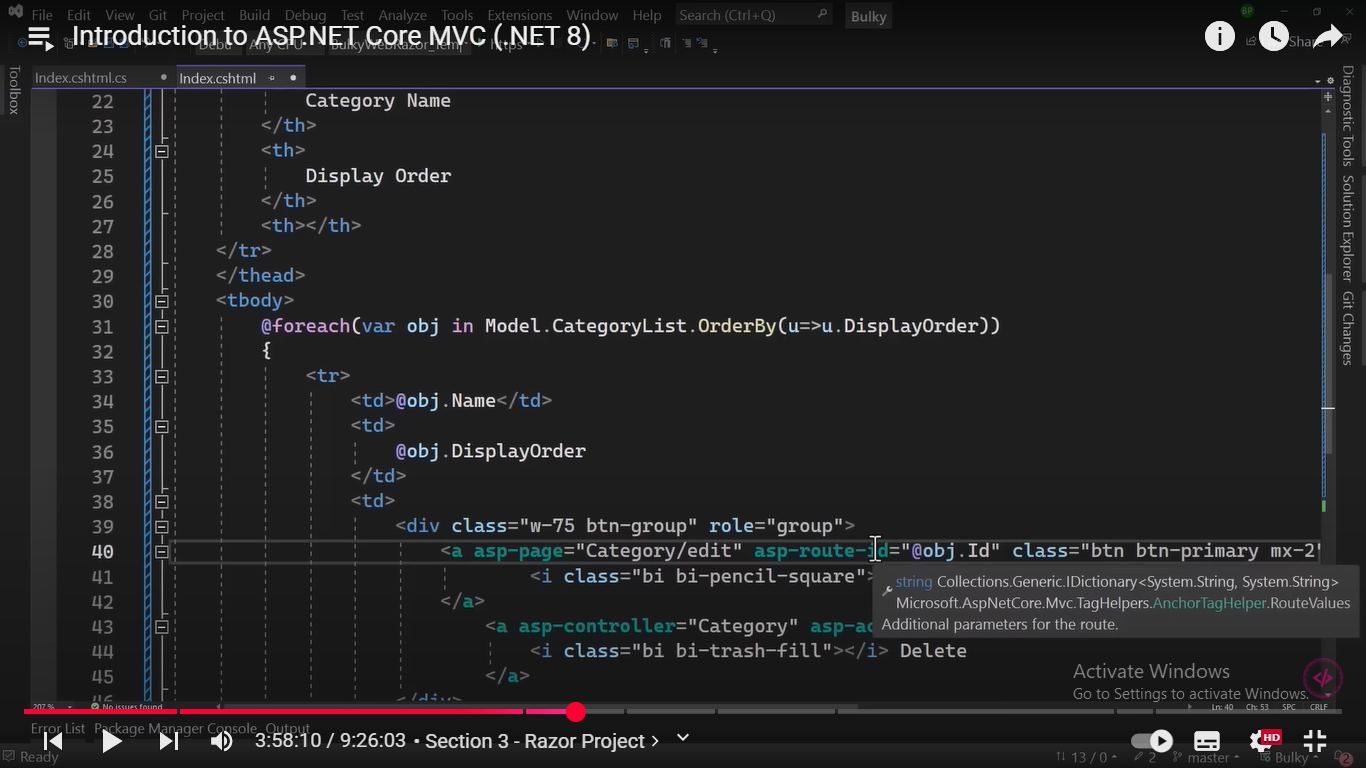 File Edit View Git Project Build Debug Test Analyze Tools Extensions Window Help Search (Ctrl+Q) Bulky
Introduction to ASP.NET Core MVC (.NET 8)
Share
Index.cshtml.cs Index.cshtml
Toolbox
Diagnostic Tools
Solution Explorer
Git Changes
22 Category Name
23 </th>
24 <th>
25 Display Order
26 </th>
27 <th></th>
28 </tr>
29 </thead>
30 <tbody>
31 @foreach(var obj in Model.CategoryList.OrderBy(u=>u.DisplayOrder))
32 {
33 <tr>
34 <td>@obj.Name</td>
35 <td>
36 @obj.DisplayOrder
37 </td>
38 <td>
39 <div class="w-75 btn-group" role="group">
40 <a asp-page="Category/edit" asp-route-id="@obj.Id" class="btn btn-primary mx-2"
41 <i class="bi bi-pencil-square">
string Collections.Generic.IDictionary<System.String, System.String>
Microsoft.AspNetCore.Mvc.TagHelpers.AnchorTagHelper.RouteValues
Additional parameters for the route.
42 </a>
43 <a asp-controller="Category" asp-ac
44 <i class="bi bi-trash-fill"></i> Delete
45 </a>
46 </div>
Activate Windows
Go to Settings to activate Windows.
207 % No issues found Ln: 40 Ch: 53 SPC CRLF
Error List Package Manager Console Output
3:58:10 / 9:26:03 • Section 3 - Razor Project
HD
Ready 13 / 0 2 master Bulky 2